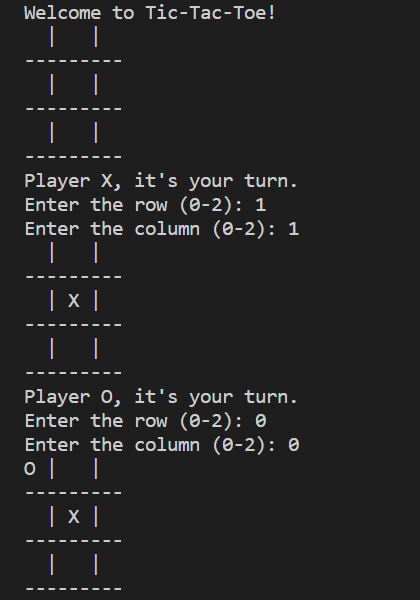 Welcome to Tic-Tac-Toe!
  |   |  
---------
  |   |  
---------
  |   |  
---------
Player X, it's your turn.
Enter the row (0-2): 1
Enter the column (0-2): 1
  |   |  
---------
  | X |  
---------
  |   |  
---------
Player O, it's your turn.
Enter the row (0-2): 0
Enter the column (0-2): 0
O |   |  
---------
  | X |  
---------
  |   |  
---------